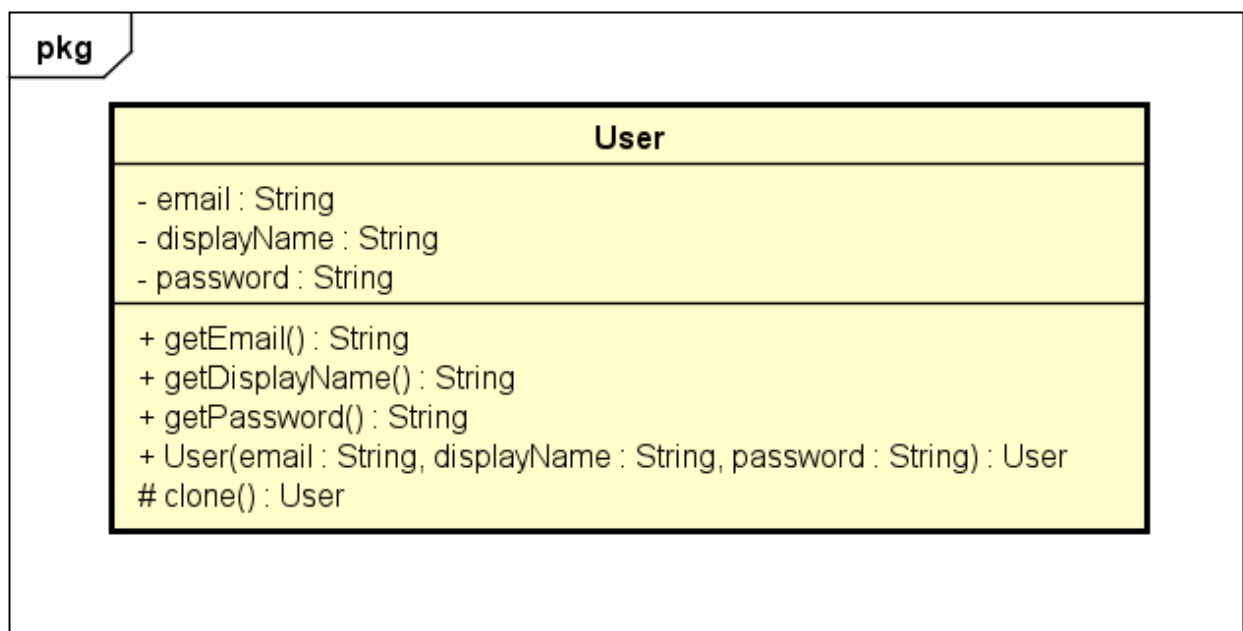 pkg
User
- email : String
- displayName : String
- password : String
+ getEmail() : String
+ getDisplayName() : String
+ getPassword() : String
+ User(email : String, displayName : String, password : String) : User
# clone() : User